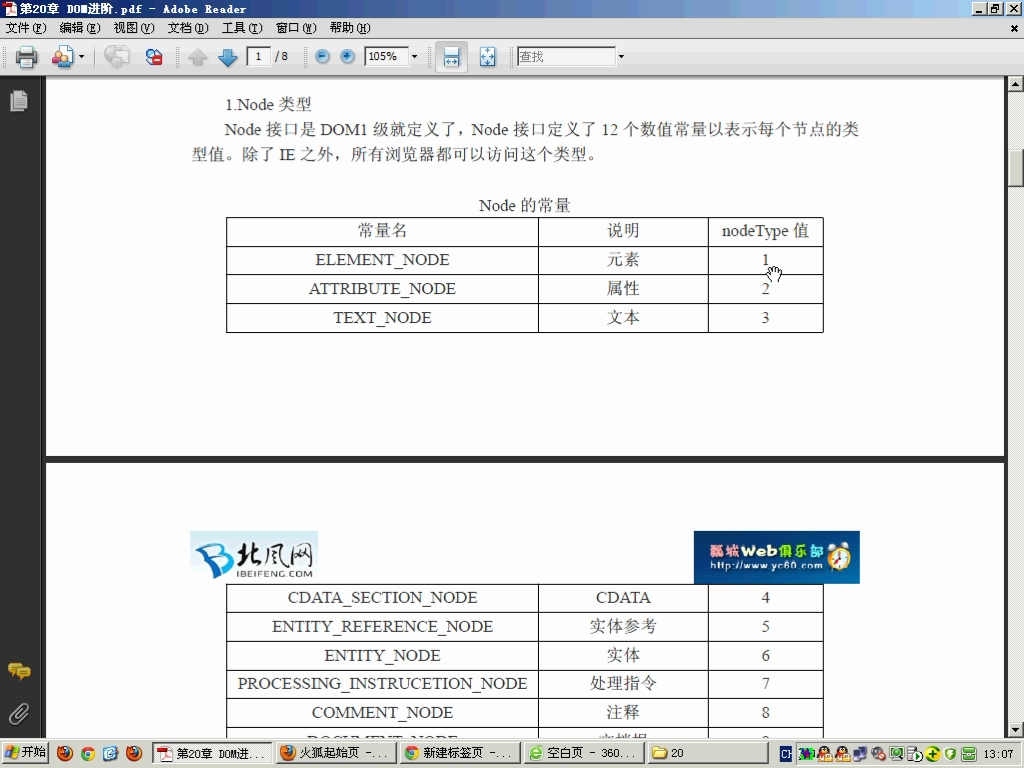 第20章 DOM进阶.pdf - Adobe Reader
文件(F) 编辑(E) 视图(V) 文档(D) 工具(T) 窗口(W) 帮助(H)
1 / 8 105% 查找
1.Node 类型
Node 接口是 DOM1 级就定义了，Node 接口定义了 12 个数值常量以表示每个节点的类
型值。除了 IE 之外，所有浏览器都可以访问这个类型。
Node 的常量
常量名 说明 nodeType 值
ELEMENT_NODE 元素 1
ATTRIBUTE_NODE 属性 2
TEXT_NODE 文本 3
北风网
IBEIFENG.COM
瓢城Web俱乐部
http://www.yc60.com
CDATA_SECTION_NODE CDATA 4
ENTITY_REFERENCE_NODE 实体参考 5
ENTITY_NODE 实体 6
PROCESSING_INSTRUCETION_NODE 处理指令 7
COMMENT_NODE 注释 8
开始 第20章 DOM进... 火狐起始页 -... 新建标签页 -... 空白页 - 360... 20 CH 13:07